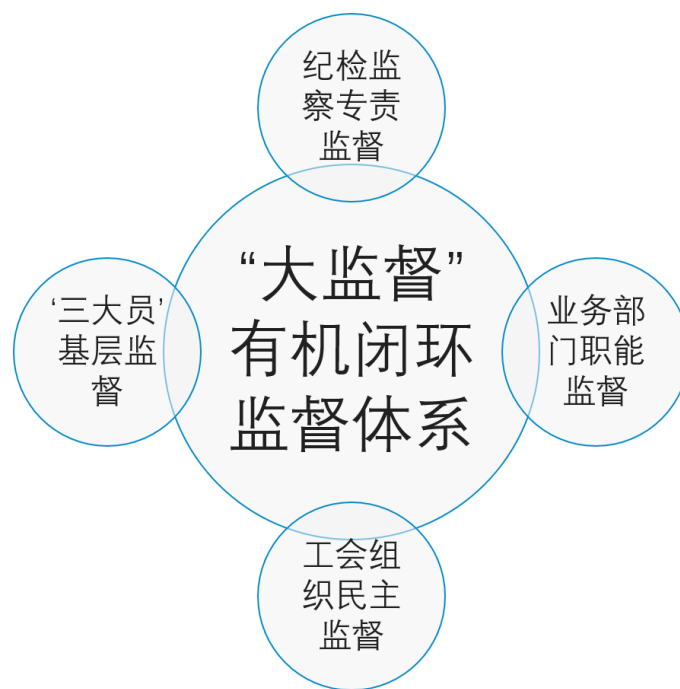 纪检监
察专责
监督
“大监督”
有机闭环
监督体系
‘三大员’
基层监
督
业务部
门职能
监督
工会组
织民主
监督